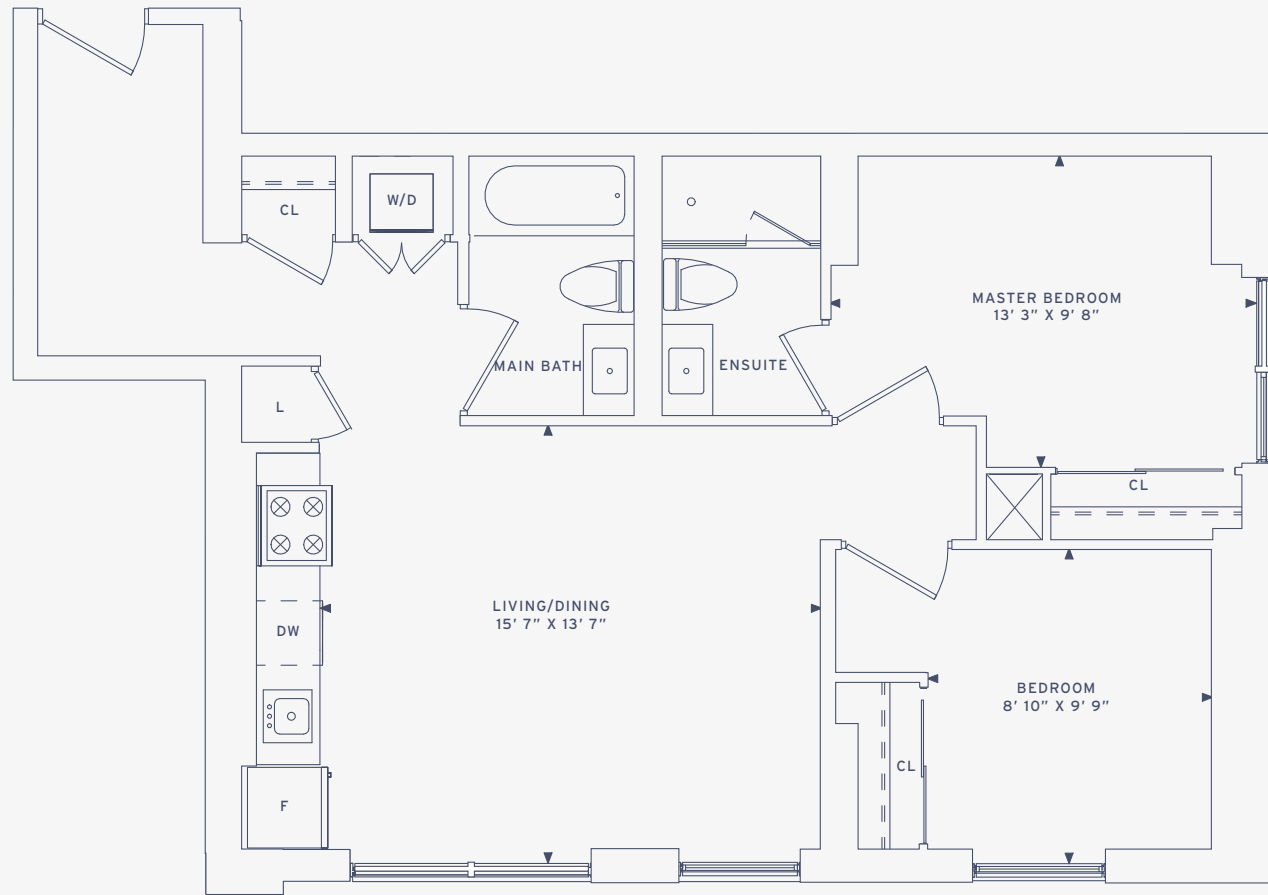 CL
W/D
MASTER BEDROOM
13' 3" X 9' 8"
MAIN BATH
ENSUITE
L
CL
LIVING/DINING
15' 7" X 13' 7"
DW
BEDROOM
8' 10" X 9' 9"
CL
F